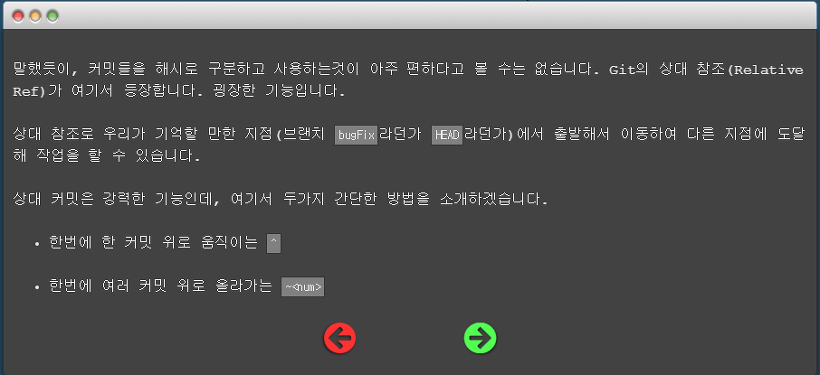 말했듯이, 커밋들을 해시로 구분하고 사용하는것이 아주 편하다고 볼 수는 없습니다. Git의 상대 참조(Relative
Ref)가 여기서 등장합니다. 굉장한 기능입니다.
상대 참조로 우리가 기억할 만한 지점(브랜치 bugFix라던가 HEAD라던가)에서 출발해서 이동하여 다른 지점에 도달
해 작업을 할 수 있습니다.
상대 커밋은 강력한 기능인데, 여기서 두가지 간단한 방법을 소개하겠습니다.
• 한번에 한 커밋 위로 움직이는 ^
• 한번에 여러 커밋 위로 올라가는 ~<num>